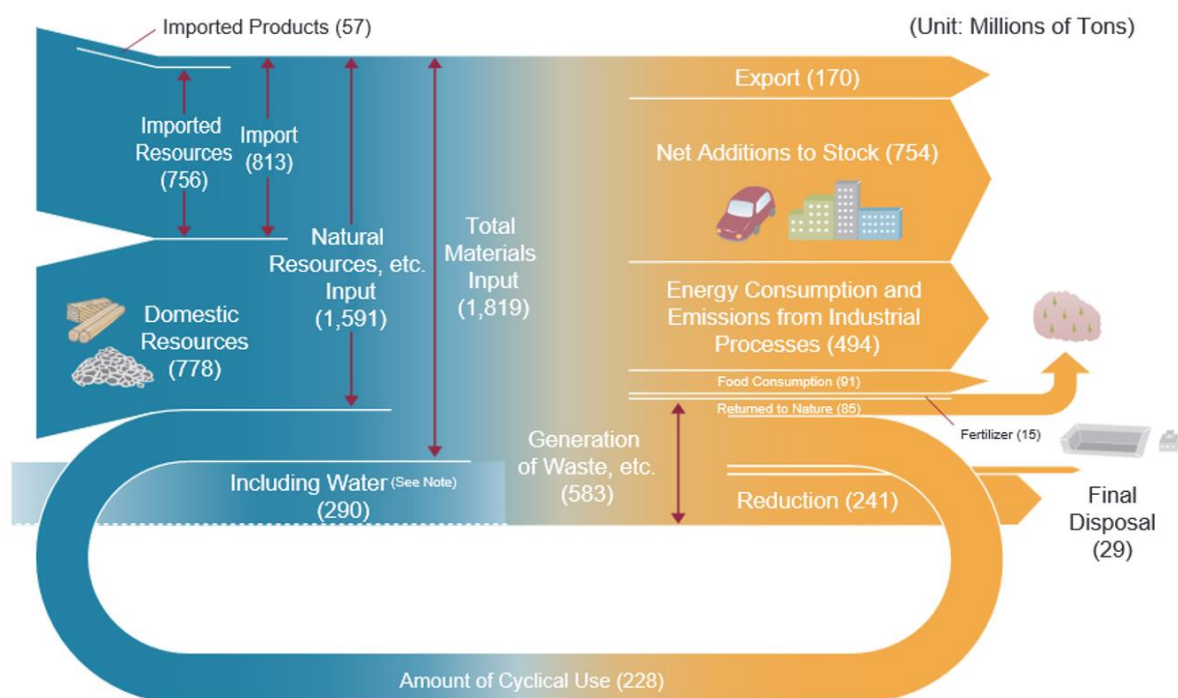 Imported Products (57)
(Unit: Millions of Tons)
Imported
Resources
(756)
Import
(813)
Natural
Resources, etc.
Input
(1,591)
Total
Materials
Input
(1,819)
Domestic
Resources
(778)
Including Water (See Note)
(290)
Export (170)
Net Additions to Stock (754)
Energy Consumption and
Emissions from Industrial
Processes (494)
Food Consumption (91)
Returned to Nature (85)
Fertilizer (15)
Generation
of Waste, etc.
(583)
Reduction (241)
Final
Disposal
(29)
Amount of Cyclical Use (228)